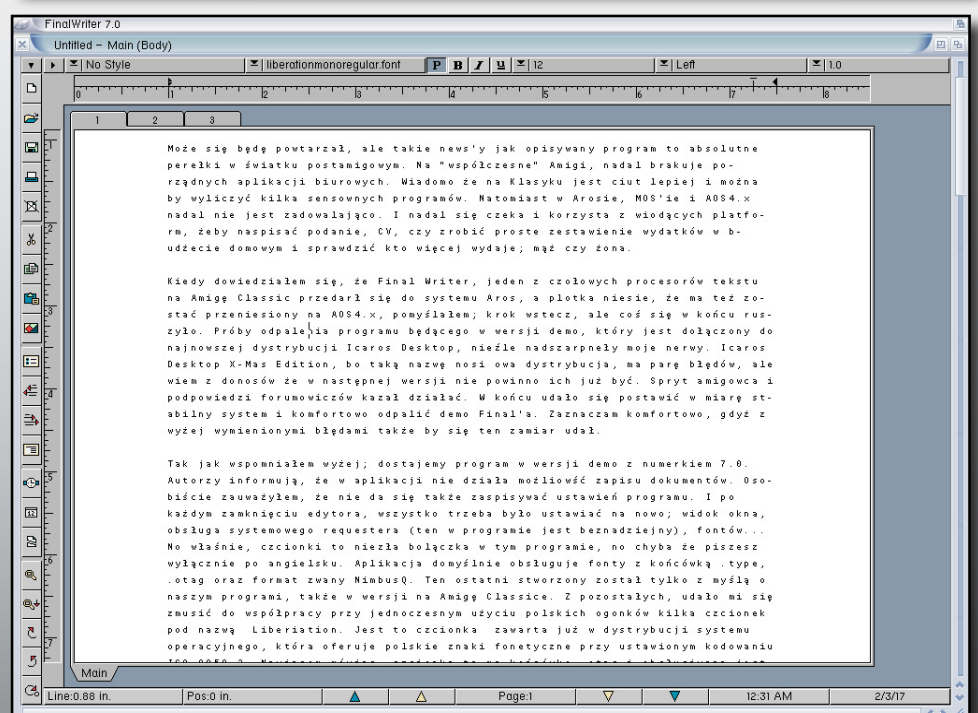 FinalWriter 7.0
Untitled – Main (Body)
No Style liberationmonoregular.font P B I U 12 Left 1.0
0 1 2 3 4 5 6 7 8
1 2 3
Może się będę powtarzał, ale takie news'y jak opisywany program to absolutne
perełki w światku postamigowym. Na "współczesne" Amigi, nadal brakuje po-
rządnych aplikacji biurowych. Wiadomo że na Klasyku jest ciut lepiej i można
by wyliczyć kilka sensownych programów. Natomiast w Arosie, MOS'ie i AOS4.x
nadal nie jest zadowalająco. I nadal się czeka i korzysta z wiodących platfo-
rm, żeby naspisać podanie, CV, czy zrobić proste zestawienie wydatków w b-
udżecie domowym i sprawdzić kto więcej wydaje; mąż czy żona.
Kiedy dowiedziałem się, że Final Writer, jeden z czołowych procesorów tekstu
na Amigę Classic przedarł się do systemu Aros, a plotka niesie, że ma też zo-
stać przeniesiony na AOS4.x, pomyślałem; krok wstecz, ale coś się w końcu rus-
zyło. Próby odpalenia programu będącego w wersji demo, który jest dołączony do
najnowszej dystrybucji Icaros Desktop, nieźle nadszarpneły moje nerwy. Icaros
Desktop X-Mas Edition, bo taką nazwę nosi owa dystrybucja, ma parę błędów, ale
wiem z donosów że w następnej wersji nie powinno ich już być. Spryt amigowca i
podpowiedzi forumowiczów kazał działać. W końcu udało się postawić w miarę st-
abilny system i komfortowo odpalić demo Final'a. Zaznaczam komfortowo, gdyż z
wyżej wymienionymi błędami także by się ten zamiar udał.
Tak jak wspomniałem wyżej; dostajemy program w wersji demo z numerkiem 7.0.
Autorzy informują, że w aplikacji nie działa możliowść zapisu dokumentów. Oso-
biście zauważyłem, że nie da się także zaspisywać ustawień programu. I po
każdym zamknięciu edytora, wszystko trzeba było ustawiać na nowo; widok okna,
obsługa systemowego requestera (ten w programie jest beznadziejny), fontów...
No właśnie, czcionki to niezła bolączka w tym programie, no chyba że piszesz
wyłącznie po angielsku. Aplikacja domyślnie obsługuje fonty z końcówką .type,
.otag oraz format zwany NimbusQ. Ten ostatni stworzony został tylko z myślą o
naszym programi, także w wersji na Amigę Classice. Z pozostałych, udało mi się
zmusić do współpracy przy jednoczesnym użyciu polskich ogonków kilka czcionek
pod nazwą Liberiation. Jest to czcionka zawarta już w dystrybucji systemu
operacyjnego, która oferuje polskie znaki fonetyczne przy ustawionym kodowaniu
Main
Line:0.88 in. Pos:0 in. Page:1 12:31 AM 2/3/17